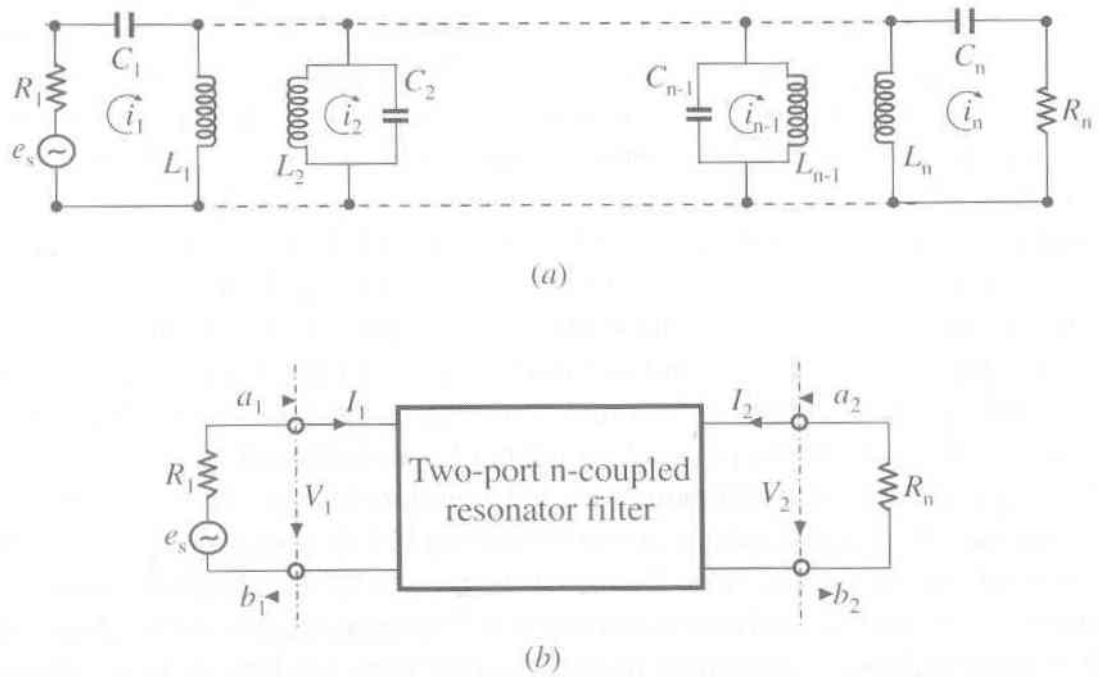 C₁
C₂
Cₙ₋₁
Cₙ
R₁
i₁
i₂
iₙ₋₁
iₙ
Rₙ
eₛ
L₁
L₂
Lₙ₋₁
Lₙ
(a)
a₁
I₁
I₂
a₂
R₁
V₁
Two-port n-coupled
resonator filter
V₂
Rₙ
eₛ
b₁
b₂
(b)